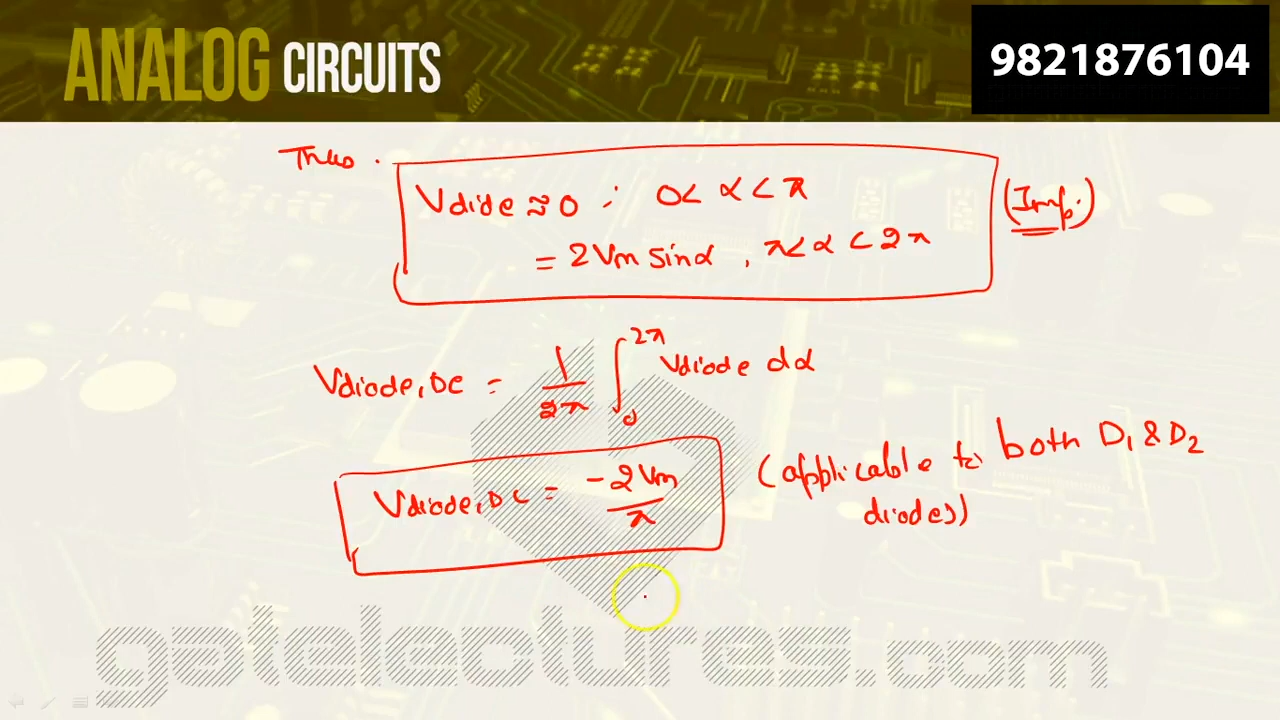 ANALOG CIRCUITS
9821876104
Thus.
Vdiode ≈ 0 ; 0 < α < π
= 2Vm sinα , π < α < 2π
(Imp.)
Vdiode,DC = 1/2π ∫₀^2π Vdiode dα
Vdiode,DC = -2Vm/π
(applicable to both D₁ & D₂
diodes)
gatelectures.com